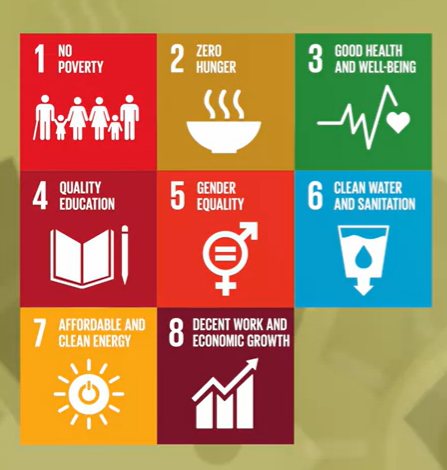 1 NO
POVERTY
2 ZERO
HUNGER
3 GOOD HEALTH
AND WELL-BEING
4 QUALITY
EDUCATION
5 GENDER
EQUALITY
6 CLEAN WATER
AND SANITATION
7 AFFORDABLE AND
CLEAN ENERGY
8 DECENT WORK AND
ECONOMIC GROWTH